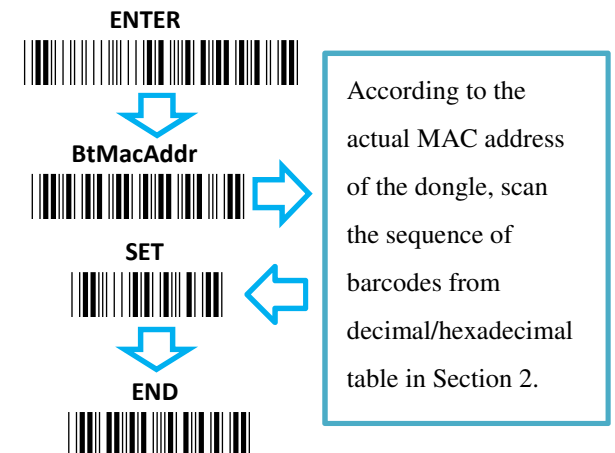 ENTER
BtMacAddr
According to the
actual MAC address
of the dongle, scan
the sequence of
barcodes from
decimal/hexadecimal
table in Section 2.
SET
END